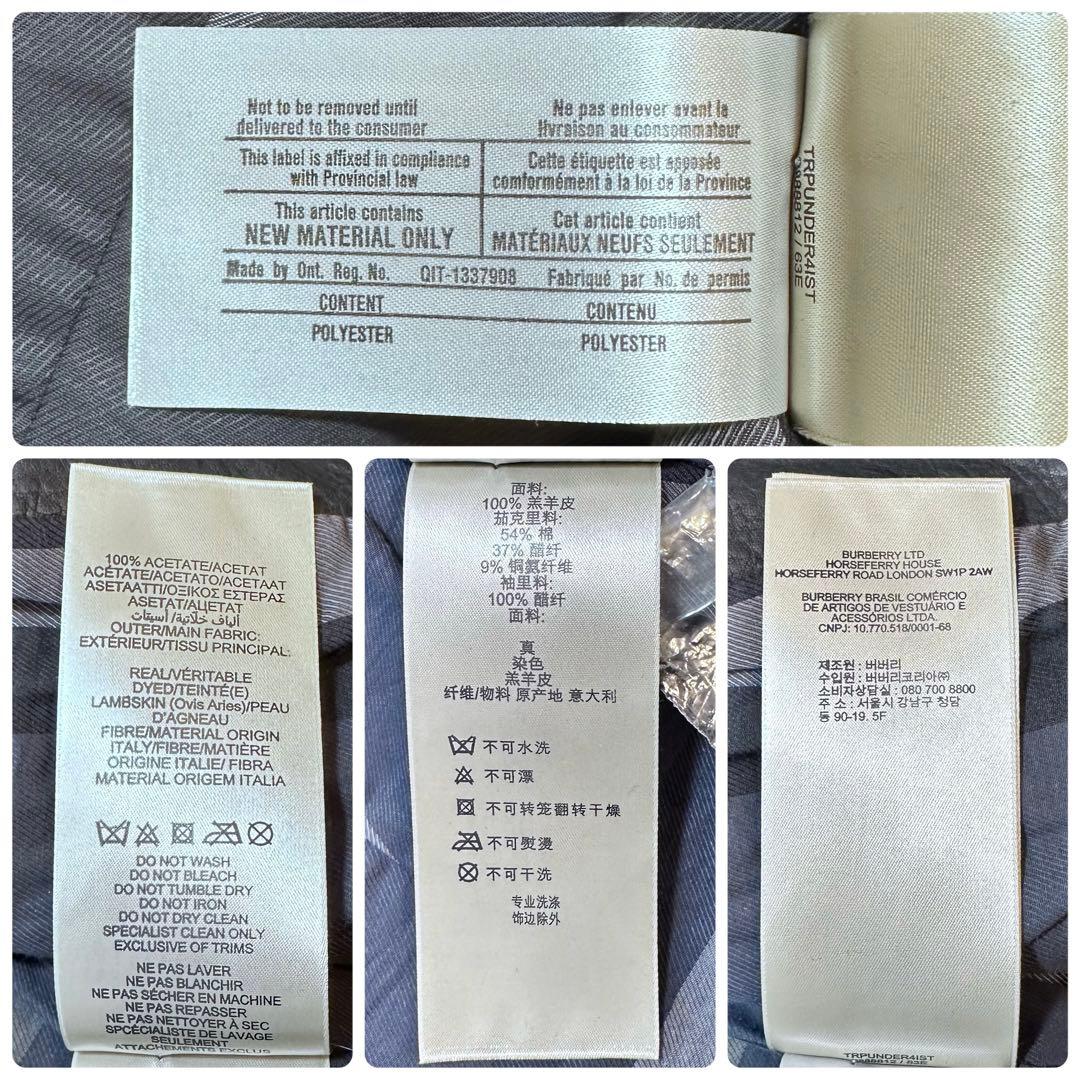 Not to be removed until
delivered to the consumer
Ne pas enlever avant la
livraison au consommateur
This label is affixed in compliance
with Provincial law
Cette étiquette est apposée
comformément à la loi de la Province
This article contains
NEW MATERIAL ONLY
Cet article contient
MATÉRIAUX NEUFS SEULEMENT
Made by Ont. Reg. No. QIT-1337908 Fabriqué par No. de permis
CONTENT
CONTENU
POLYESTER
POLYESTER
TRPUNDER4IST
/ 63E
100% ACETATE/ACETAT
ACÉTATE/ACETATO/ACETAAT
ASETAATTI/ΟΞΙΚΟΣ ΕΣΤΕΡΑΣ
ASETAT/АЦЕТАТ
ألياف خلاتية/أسيتات
OUTER/MAIN FABRIC:
EXTÉRIEUR/TISSU PRINCIPAL:
REAL/VÉRITABLE
DYED/TEINTÉ(E)
LAMBSKIN (Ovis Aries)/PEAU
D'AGNEAU
FIBRE/MATERIAL ORIGIN
ITALY/FIBRE/MATIÈRE
ORIGINE ITALIE/ FIBRA
MATERIAL ORIGEM ITALIA
DO NOT WASH
DO NOT BLEACH
DO NOT TUMBLE DRY
DO NOT IRON
DO NOT DRY CLEAN
SPECIALIST CLEAN ONLY
EXCLUSIVE OF TRIMS
NE PAS LAVER
NE PAS BLANCHIR
NE PAS SÉCHER EN MACHINE
NE PAS REPASSER
NE PAS NETTOYER À SEC
SPÉCIALISTE DE LAVAGE
SEULEMENT
ATTACHEMENTS EXCLUS
面料:
100% 羔羊皮
茄克里料:
54% 棉
37% 醋纤
9% 铜氨纤维
袖里料:
100% 醋纤
面料:
真
染色
羔羊皮
纤维/物料 原产地 意大利
不可水洗
不可漂
不可转笼翻转干燥
不可熨烫
不可干洗
专业洗涤
饰边除外
BURBERRY LTD
HORSEFERRY HOUSE
HORSEFERRY ROAD LONDON SW1P 2AW
BURBERRY BRASIL COMÉRCIO
DE ARTIGOS DE VESTUÁRIO E
ACESSÓRIOS LTDA.
CNPJ: 10.770.518/0001-68
제조원 : 버버리
수입원 : 버버리코리아㈜
소비자상담실 : 080 700 8800
주 소 : 서울시 강남구 청담
동 90-19. 5F
TRPUNDER4IST